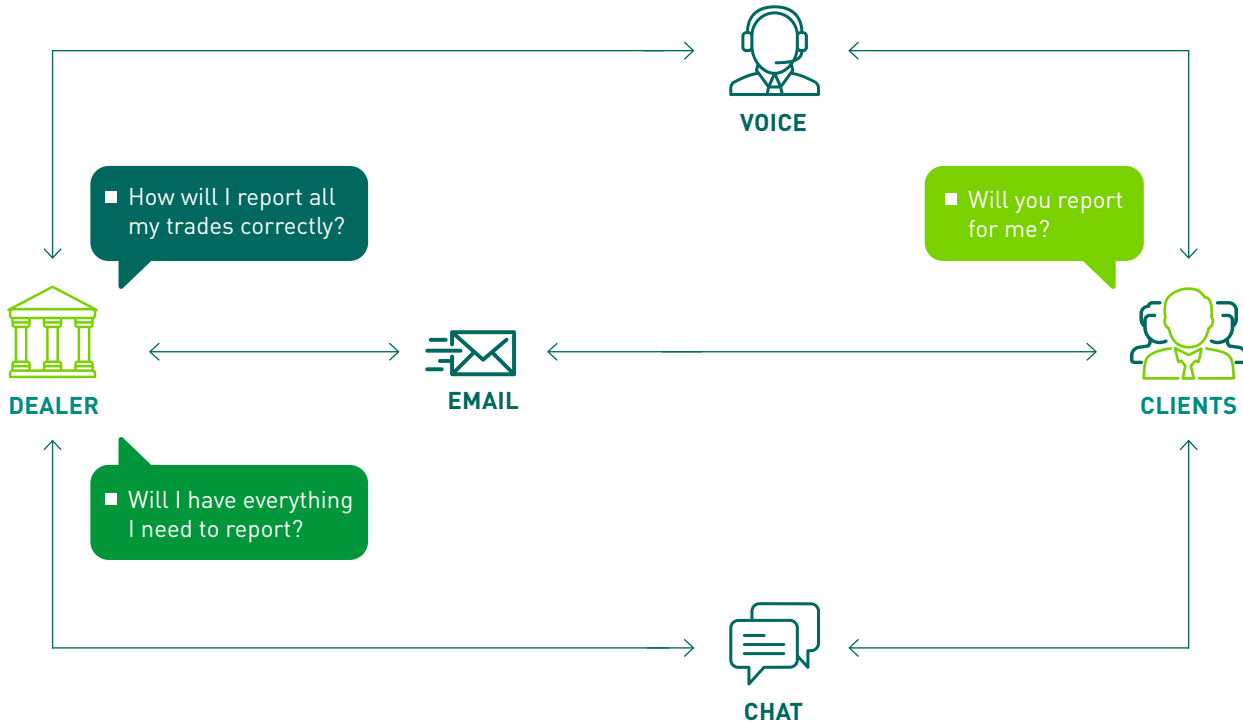 VOICE
How will I report all
my trades correctly?
Will you report
for me?
DEALER
EMAIL
CLIENTS
Will I have everything
I need to report?
CHAT